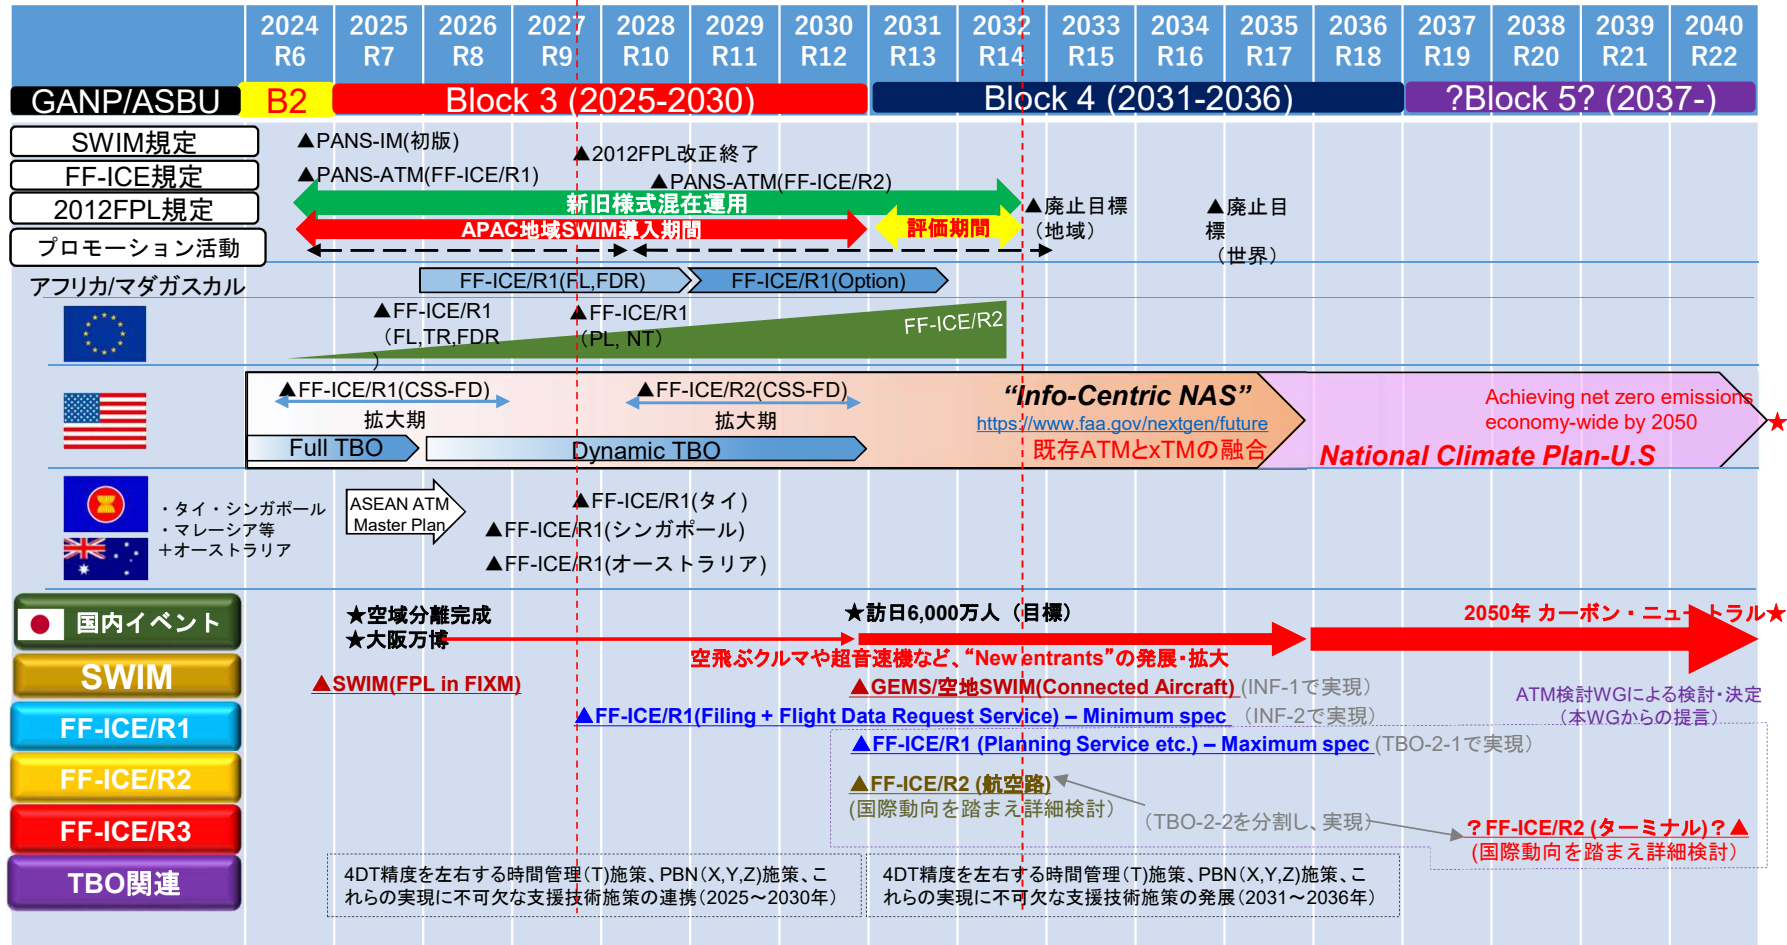 2024 2025 2026 2027 2028 2029 2030 2031 2032 2033 2034 2035 2036 2037 2038 2039 2040
R6 R7 R8 R9 R10 R11 R12 R13 R14 R15 R16 R17 R18 R19 R20 R21 R22
GANP/ASBU B2 Block 3 (2025-2030) Block 4 (2031-2036) ?Block 5? (2037-)
SWIM規定
▲PANS-IM(初版)
▲2012FPL改正終了
FF-ICE規定
▲PANS-ATM(FF-ICE/R1)
▲PANS-ATM(FF-ICE/R2)
2012FPL規定
新旧様式混在運用
▲廃止目標
(地域)
▲廃止目
標
(世界)
APAC地域SWIM導入期間
評価期間
プロモーション活動
アフリカ/マダガスカル
FF-ICE/R1(FL,FDR)
FF-ICE/R1(Option)
▲FF-ICE/R1
(FL,TR,FDR
)
▲FF-ICE/R1
(PL, NT)
FF-ICE/R2
▲FF-ICE/R1(CSS-FD)
拡大期
▲FF-ICE/R2(CSS-FD)
拡大期
Full TBO
Dynamic TBO
“Info-Centric NAS”
https://www.faa.gov/nextgen/future
既存ATMとxTMの融合
Achieving net zero emissions
economy-wide by 2050
★
National Climate Plan-U.S
・タイ・シンガポール
・マレーシア等
＋オーストラリア
ASEAN ATM
Master Plan
▲FF-ICE/R1(タイ)
▲FF-ICE/R1(シンガポール)
▲FF-ICE/R1(オーストラリア)
国内イベント
★空域分離完成
★大阪万博
★訪日6,000万人（目標）
2050年 カーボン・ニュートラル★
空飛ぶクルマや超音速機など、“New entrants”の発展・拡大
SWIM
▲SWIM(FPL in FIXM)
▲GEMS/空地SWIM(Connected Aircraft) (INF-1で実現)
ATM検討WGによる検討・決定
(本WGからの提言)
FF-ICE/R1
▲FF-ICE/R1(Filing + Flight Data Request Service) – Minimum spec (INF-2で実現)
▲FF-ICE/R1 (Planning Service etc.) – Maximum spec (TBO-2-1で実現)
FF-ICE/R2
▲FF-ICE/R2 (航空路)
(国際動向を踏まえ詳細検討)
(TBO-2-2を分割し、実現)
FF-ICE/R3
？FF-ICE/R2 (ターミナル)？▲
(国際動向を踏まえ詳細検討)
TBO関連
4DT精度を左右する時間管理(T)施策、PBN(X,Y,Z)施策、こ
れらの実現に不可欠な支援技術施策の連携(2025～2030年)
4DT精度を左右する時間管理(T)施策、PBN(X,Y,Z)施策、こ
れらの実現に不可欠な支援技術施策の発展(2031～2036年)